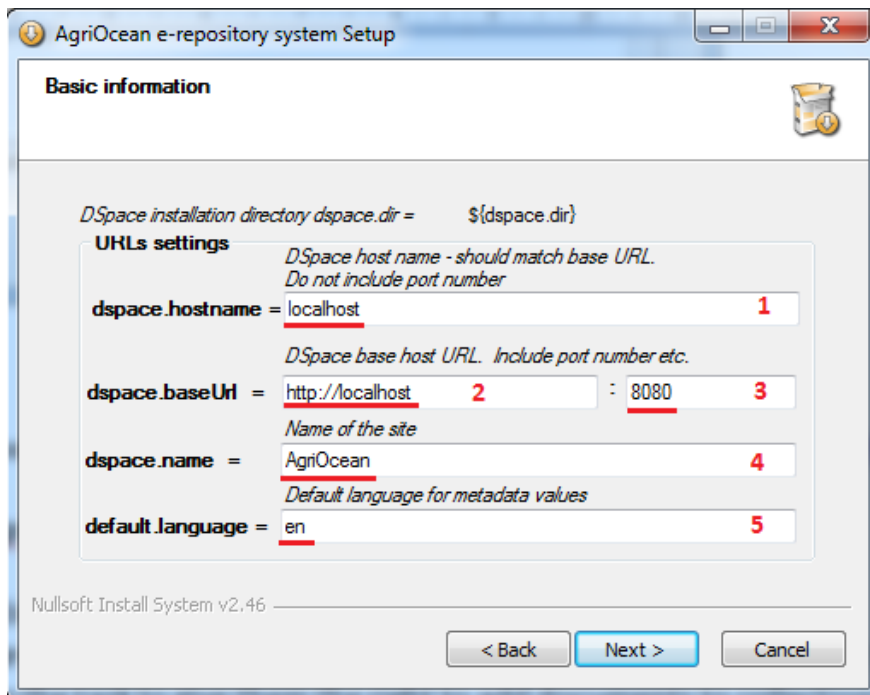 AgriOcean e-repository system Setup
Basic information
DSpace installation directory dspace.dir = ${dspace.dir}
URLs settings
DSpace host name - should match base URL.
Do not include port number
dspace.hostname = localhost 1
DSpace base host URL. Include port number etc.
dspace.baseUrl = http://localhost 2 : 8080 3
Name of the site
dspace.name = AgriOcean 4
Default language for metadata values
default.language = en 5
Nullsoft Install System v2.46
< Back Next > Cancel